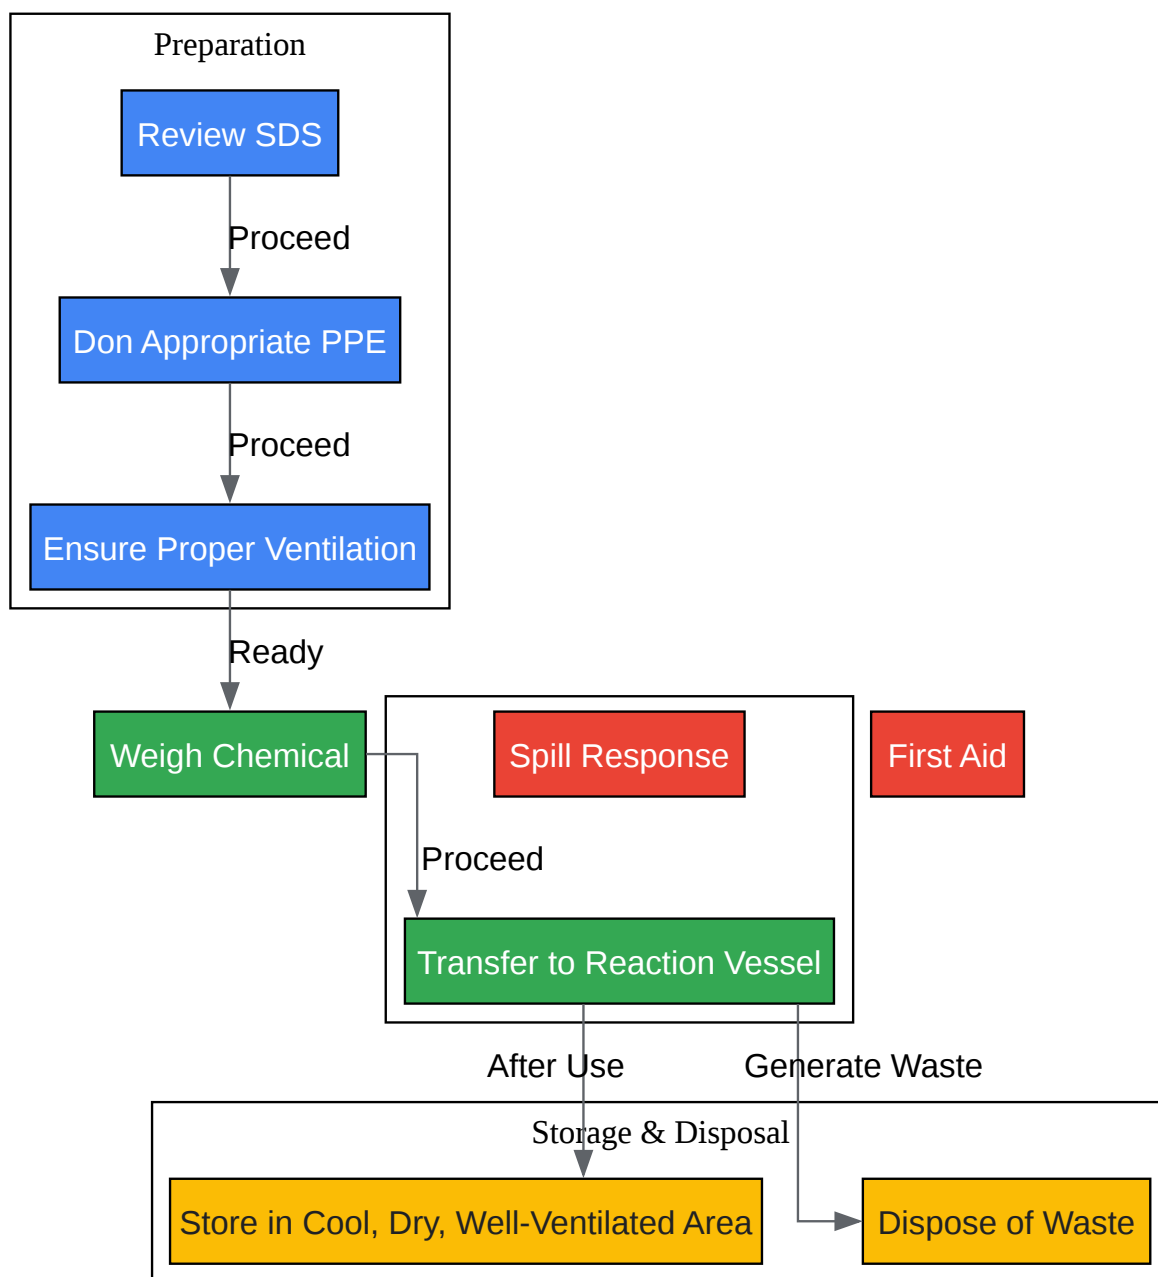 Preparation
Review SDS
Proceed
Don Appropriate PPE
Proceed
Ensure Proper Ventilation
Ready
Weigh Chemical
Spill Response
First Aid
Proceed
Transfer to Reaction Vessel
After Use
Generate Waste
Storage & Disposal
Store in Cool, Dry, Well-Ventilated Area
Dispose of Waste